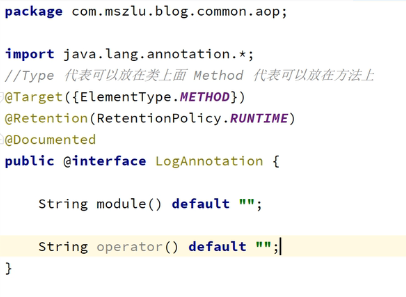 package com.mszlu.blog.common.aop;
import java.lang.annotation.*;
//Type 代表可以放在类上面 Method 代表可以放在方法上
@Target({ElementType.METHOD})
@Retention(RetentionPolicy.RUNTIME)
@Documented
public @interface LogAnnotation {
String module() default "";
String operator() default "";
}